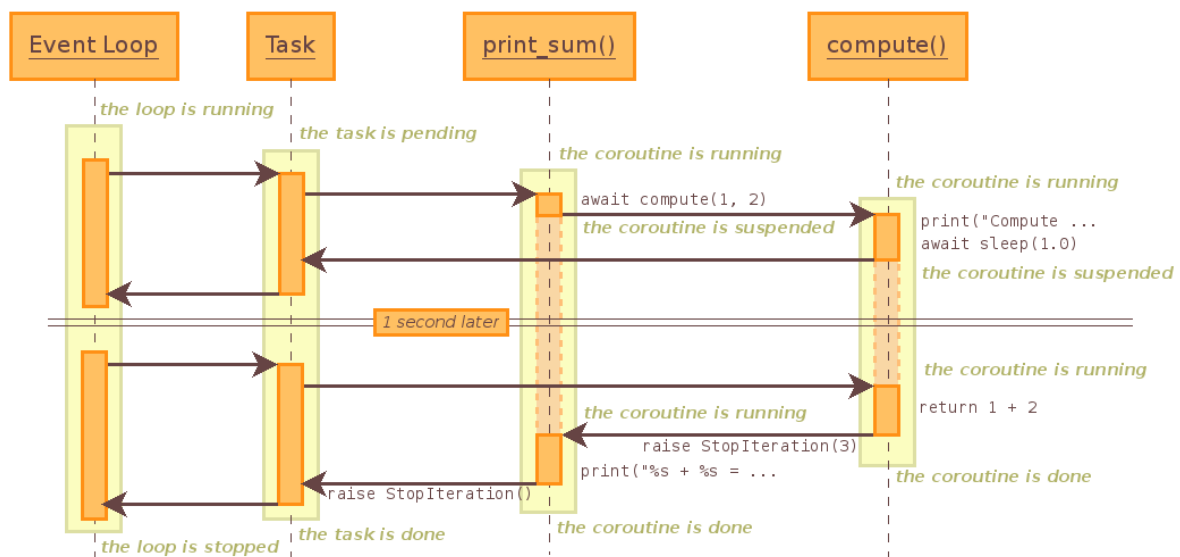 Event Loop
Task
print_sum()
compute()
the loop is running
the task is pending
the coroutine is running
the coroutine is running
await compute(1, 2)
print("Compute ...
the coroutine is suspended
await sleep(1.0)
the coroutine is suspended
1 second later
the coroutine is running
return 1 + 2
the coroutine is running
raise StopIteration(3)
print("%s + %s = ...
the coroutine is done
raise StopIteration()
the coroutine is done
the task is done
the loop is stopped